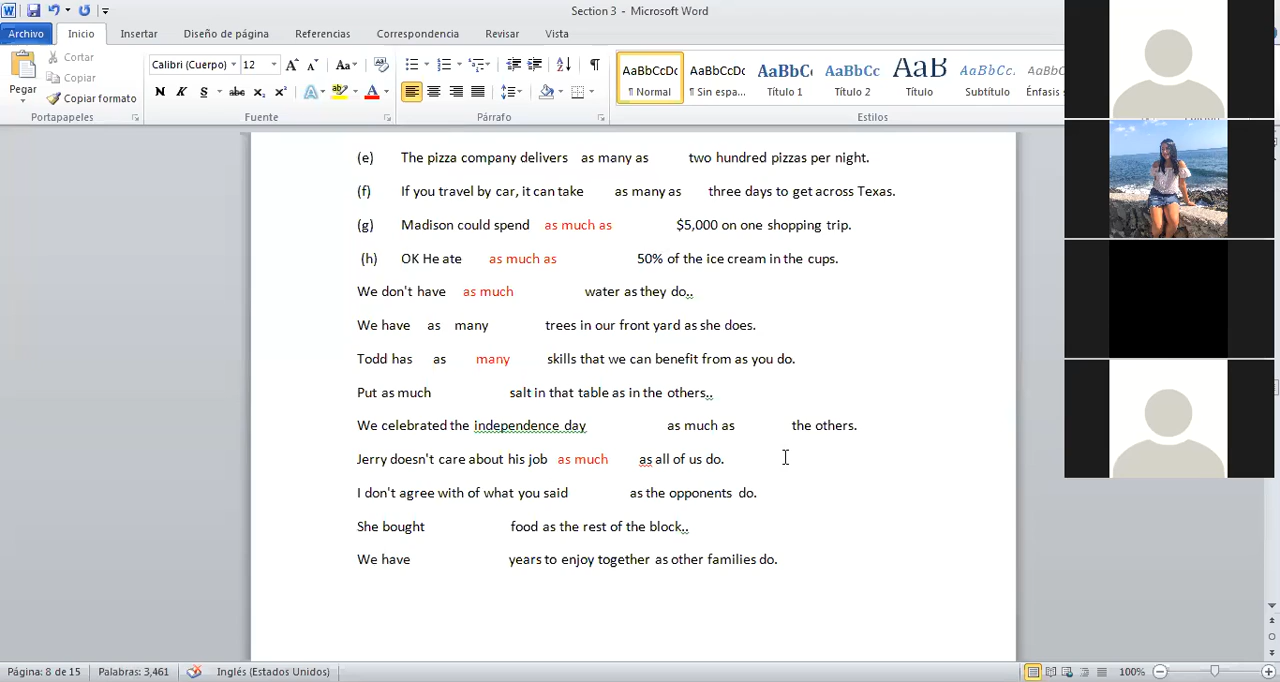 Section 3 - Microsoft Word
Archivo Inicio Insertar Diseño de página Referencias Correspondencia Revisar Vista
Pegar
Cortar
Copiar
Copiar formato
Portapapeles
Calibri (Cuerpo) 12
N K S abc x₂ x²
Fuente
Párrafo
AaBbCcDc AaBbCcDc AaBbCc AaBbCc AaB AaBbCcDc AaBbCc
¶ Normal ¶ Sin espa... Título 1 Título 2 Título Subtítulo Énfasis
Estilos
(e) The pizza company delivers as many as two hundred pizzas per night.
(f) If you travel by car, it can take as many as three days to get across Texas.
(g) Madison could spend as much as $5,000 on one shopping trip.
(h) OK He ate as much as 50% of the ice cream in the cups.
We don't have as much water as they do..
We have as many trees in our front yard as she does.
Todd has as many skills that we can benefit from as you do.
Put as much salt in that table as in the others..
We celebrated the independence day as much as the others.
Jerry doesn't care about his job as much as all of us do.
I don't agree with of what you said as the opponents do.
She bought food as the rest of the block..
We have years to enjoy together as other families do.
Página: 8 de 15 Palabras: 3,461 Inglés (Estados Unidos) 100%